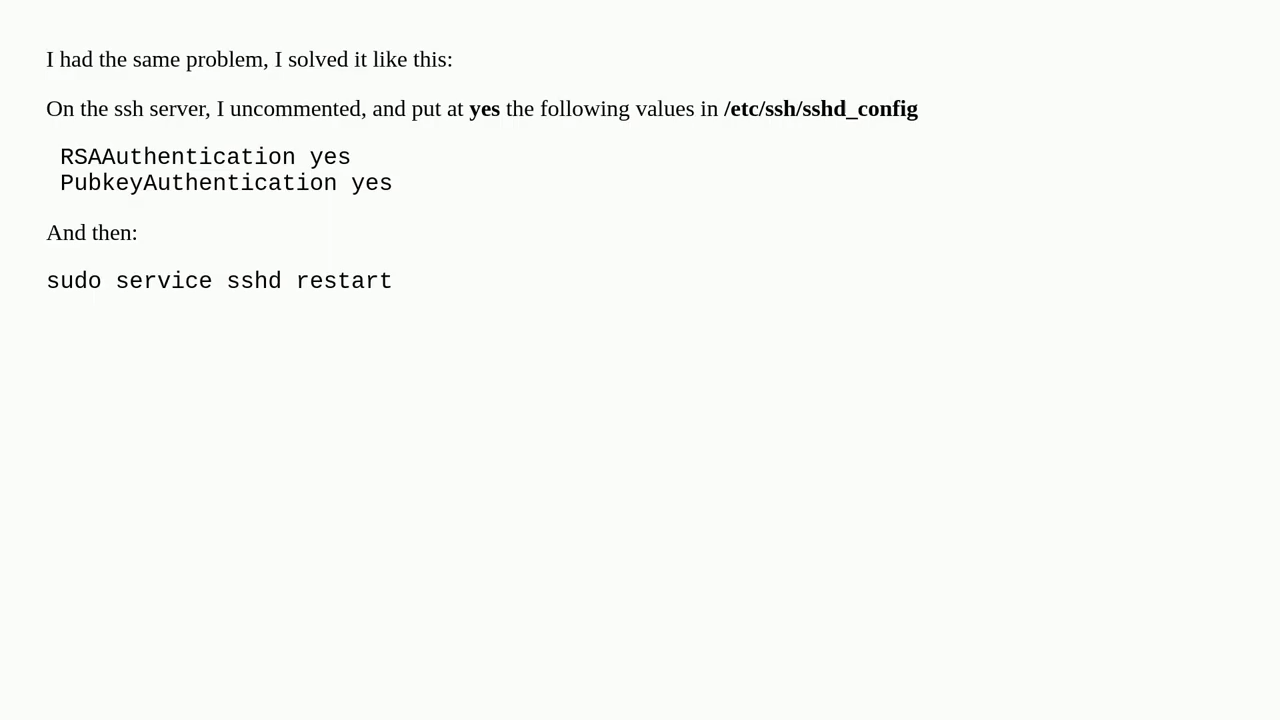 I had the same problem, I solved it like this:
On the ssh server, I uncommented, and put at yes the following values in /etc/ssh/sshd_config
RSAAuthentication yes
PubkeyAuthentication yes
And then:
sudo service sshd restart